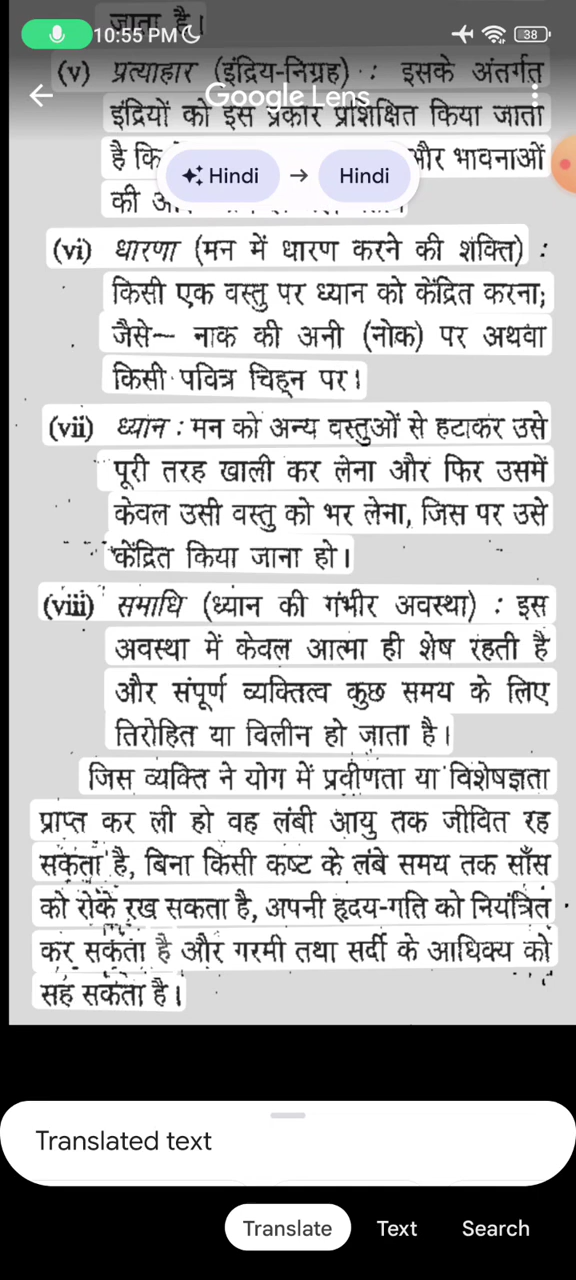 जाता है।
10:55 PM
38
(v) प्रत्याहार (इंद्रिय-निग्रह) : इसके अंतर्गत
Google Lens
इंद्रियों को इस प्रकार प्रशिक्षित किया जाता
है कि और भावनाओं
Hindi → Hindi
की
(vi) धारणा (मन में धारण करने की शक्ति) :
किसी एक वस्तु पर ध्यान को केंद्रित करना;
जैसे— नाक की अनी (नोक) पर अथवा
किसी पवित्र चिह्न पर।
(vii) ध्यान : मन को अन्य वस्तुओं से हटाकर उसे
पूरी तरह खाली कर लेना और फिर उसमें
केवल उसी वस्तु को भर लेना, जिस पर उसे
केंद्रित किया जाना हो।
(viii) समाधि (ध्यान की गंभीर अवस्था) : इस
अवस्था में केवल आत्मा ही शेष रहती है
और संपूर्ण व्यक्तित्व कुछ समय के लिए
तिरोहित या विलीन हो जाता है।
जिस व्यक्ति ने योग में प्रवीणता या विशेषज्ञता
प्राप्त कर ली हो वह लंबी आयु तक जीवित रह
सकता है, बिना किसी कष्ट के लंबे समय तक साँस
को रोके रख सकता है, अपनी हृदय-गति को नियंत्रित
कर सकता है और गरमी तथा सर्दी के आधिक्य को
सह सकता है।
Translated text
Translate Text Search